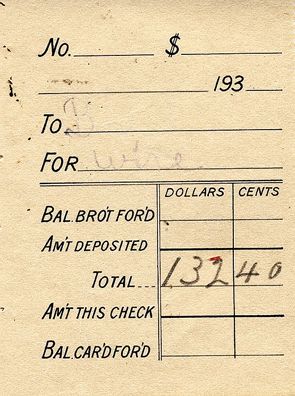 No. $
193
To B
For wire
DOLLARS CENTS
BAL. BRO'T FOR'D
AM'T DEPOSITED
TOTAL 132 40
AM'T THIS CHECK
BAL. CAR'D FOR'D